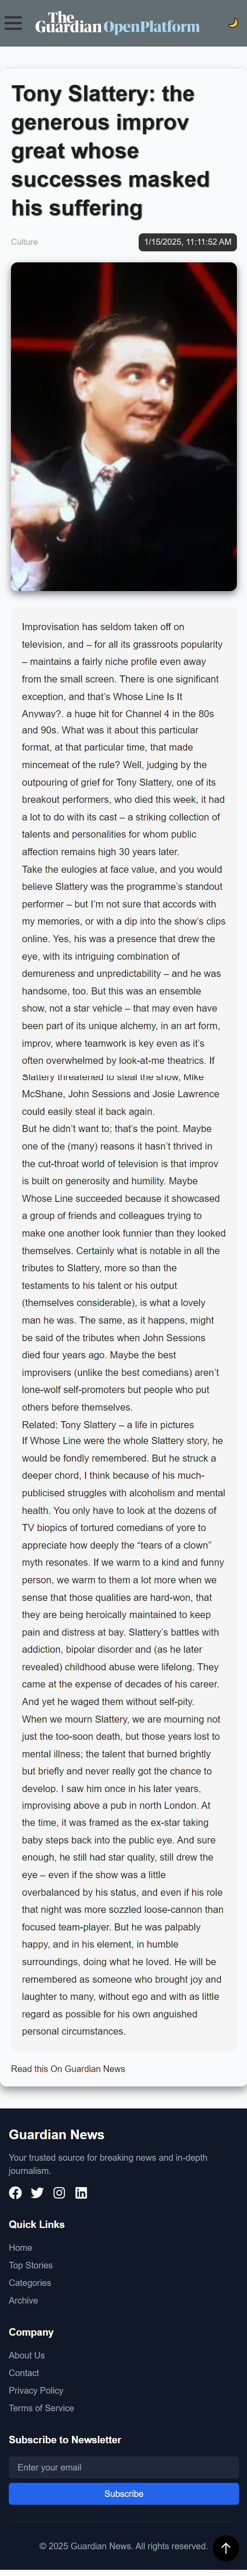 The Guardian OpenPlatform
Tony Slattery: the
generous improv
great whose
successes masked
his suffering
Culture
1/15/2025, 11:11:52 AM
Improvisation has seldom taken off on
television, and – for all its grassroots popularity
– maintains a fairly niche profile even away
from the small screen. There is one significant
exception, and that's Whose Line Is It
Anyway?, a huge hit for Channel 4 in the 80s
and 90s. What was it about this particular
format, at that particular time, that made
mincemeat of the rule? Well, judging by the
outpouring of grief for Tony Slattery, one of its
breakout performers, who died this week, it had
a lot to do with its cast – a striking collection of
talents and personalities for whom public
affection remains high 30 years later.
Take the eulogies at face value, and you would
believe Slattery was the programme's standout
performer – but I'm not sure that accords with
my memories, or with a dip into the show's clips
online. Yes, his was a presence that drew the
eye, with its intriguing combination of
demureness and unpredictability – and he was
handsome, too. But this was an ensemble
show, not a star vehicle – that may even have
been part of its unique alchemy, in an art form,
improv, where teamwork is key even as it's
often overwhelmed by look-at-me theatrics. If
Slattery threatened to steal the show, Mike
McShane, John Sessions and Josie Lawrence
could easily steal it back again.
But he didn't want to; that's the point. Maybe
one of the (many) reasons it hasn't thrived in
the cut-throat world of television is that improv
is built on generosity and humility. Maybe
Whose Line succeeded because it showcased
a group of friends and colleagues trying to
make one another look funnier than they looked
themselves. Certainly what is notable in all the
tributes to Slattery, more so than the
testaments to his talent or his output
(themselves considerable), is what a lovely
man he was. The same, as it happens, might
be said of the tributes when John Sessions
died four years ago. Maybe the best
improvisers (unlike the best comedians) aren't
lone-wolf self-promoters but people who put
others before themselves.
Related: Tony Slattery – a life in pictures
If Whose Line were the whole Slattery story, he
would be fondly remembered. But he struck a
deeper chord, I think because of his much-
publicised struggles with alcoholism and mental
health. You only have to look at the dozens of
TV biopics of tortured comedians of yore to
appreciate how deeply the “tears of a clown”
myth resonates. If we warm to a kind and funny
person, we warm to them a lot more when we
sense that those qualities are hard-won, that
they are being heroically maintained to keep
pain and distress at bay. Slattery's battles with
addiction, bipolar disorder and (as he later
revealed) childhood abuse were lifelong. They
came at the expense of decades of his career.
And yet he waged them without self-pity.
When we mourn Slattery, we are mourning not
just the too-soon death, but those years lost to
mental illness; the talent that burned brightly
but briefly and never really got the chance to
develop. I saw him once in his later years,
improvising above a pub in north London. At
the time, it was framed as the ex-star taking
baby steps back into the public eye. And sure
enough, he still had star quality, still drew the
eye – even if the show was a little
overbalanced by his status, and even if his role
that night was more sozzled loose-cannon than
focused team-player. But he was palpably
happy, and in his element, in humble
surroundings, doing what he loved. He will be
remembered as someone who brought joy and
laughter to many, without ego and with as little
regard as possible for his own anguished
personal circumstances.
Read this On Guardian News
Guardian News
Your trusted source for breaking news and in-depth
journalism.
Quick Links
Home
Top Stories
Categories
Archive
Company
About Us
Contact
Privacy Policy
Terms of Service
Subscribe to Newsletter
Enter your email
Subscribe
© 2025 Guardian News. All rights reserved.